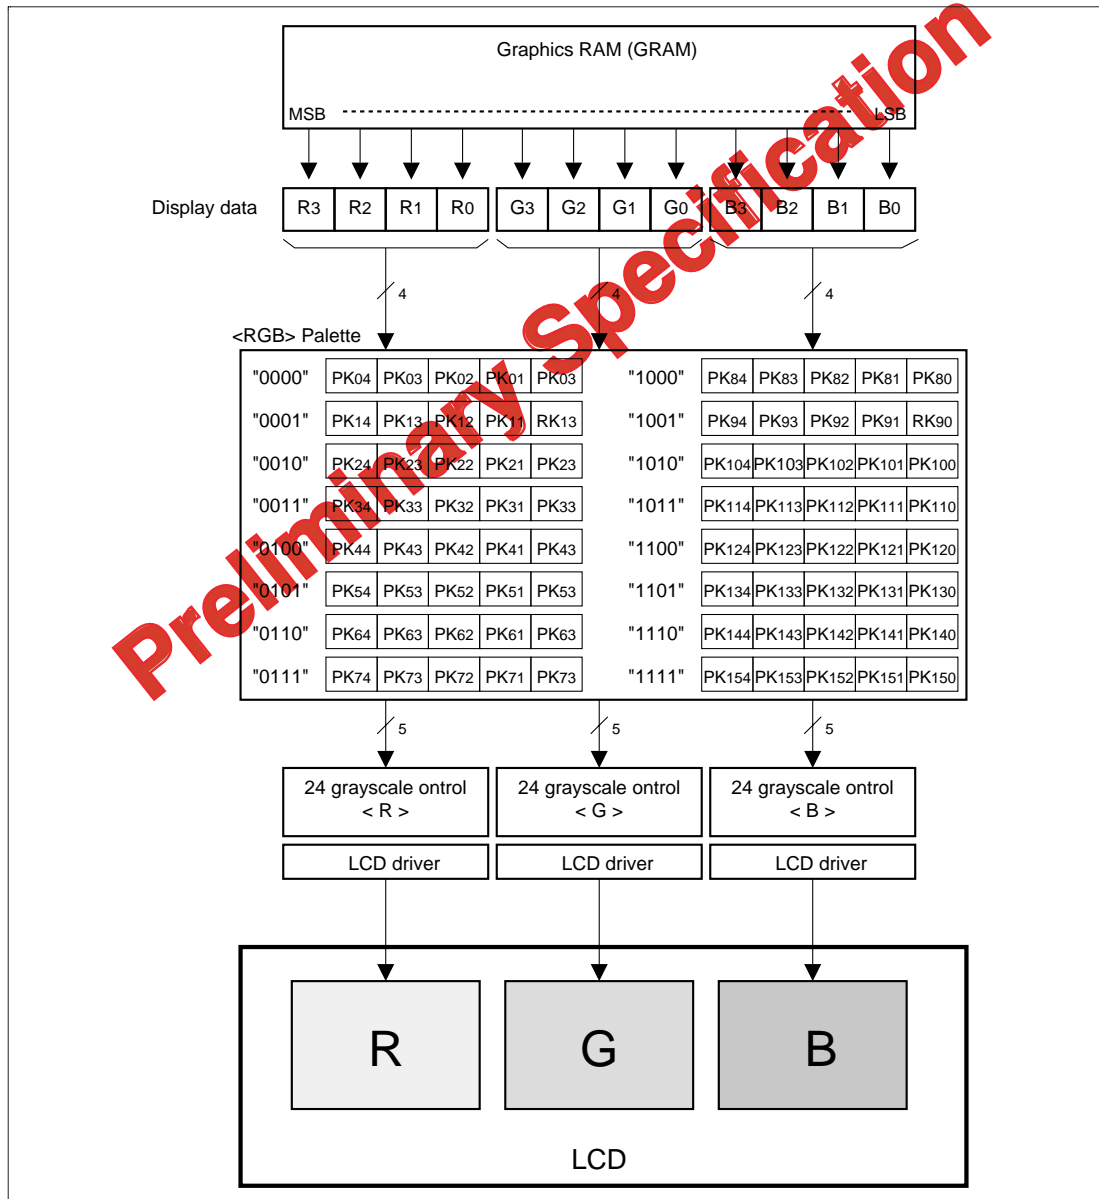 Graphics RAM (GRAM)
MSB LSB
Display data R3 R2 R1 R0 G3 G2 G1 G0 B3 B2 B1 B0
4 4 4
<RGB> Palette
"0000" PK04 PK03 PK02 PK01 PK03 "1000" PK84 PK83 PK82 PK81 PK80
"0001" PK14 PK13 PK12 PK11 RK13 "1001" PK94 PK93 PK92 PK91 RK90
"0010" PK24 PK23 PK22 PK21 PK23 "1010" PK104 PK103 PK102 PK101 PK100
"0011" PK34 PK33 PK32 PK31 PK33 "1011" PK114 PK113 PK112 PK111 PK110
"0100" PK44 PK43 PK42 PK41 PK43 "1100" PK124 PK123 PK122 PK121 PK120
"0101" PK54 PK53 PK52 PK51 PK53 "1101" PK134 PK133 PK132 PK131 PK130
"0110" PK64 PK63 PK62 PK61 PK63 "1110" PK144 PK143 PK142 PK141 PK140
"0111" PK74 PK73 PK72 PK71 PK73 "1111" PK154 PK153 PK152 PK151 PK150
5 5 5
24 grayscale ontrol 24 grayscale ontrol 24 grayscale ontrol
< R > < G > < B >
LCD driver LCD driver LCD driver
R G B
LCD
Preliminary Specification